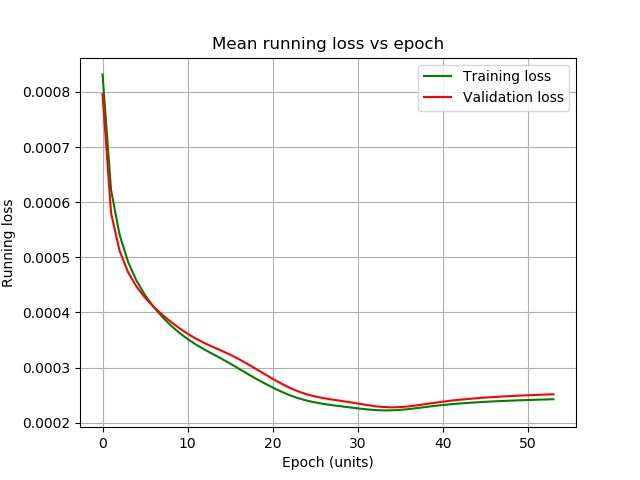 Mean running loss vs epoch
Training loss
Validation loss
0.0008
0.0007
0.0006
0.0005
0.0004
0.0003
0.0002
Running loss
0 10 20 30 40 50
Epoch (units)